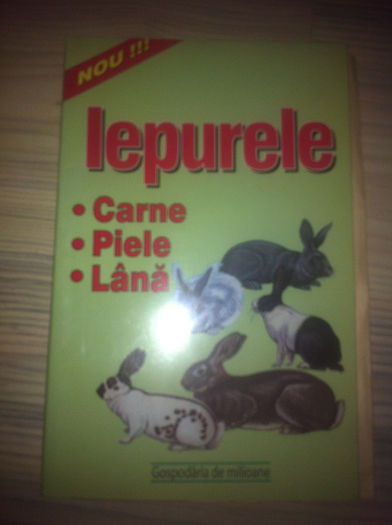 NOU !!!
Iepurele
• Carne
• Piele
• Lână
Gospodăria de milioane